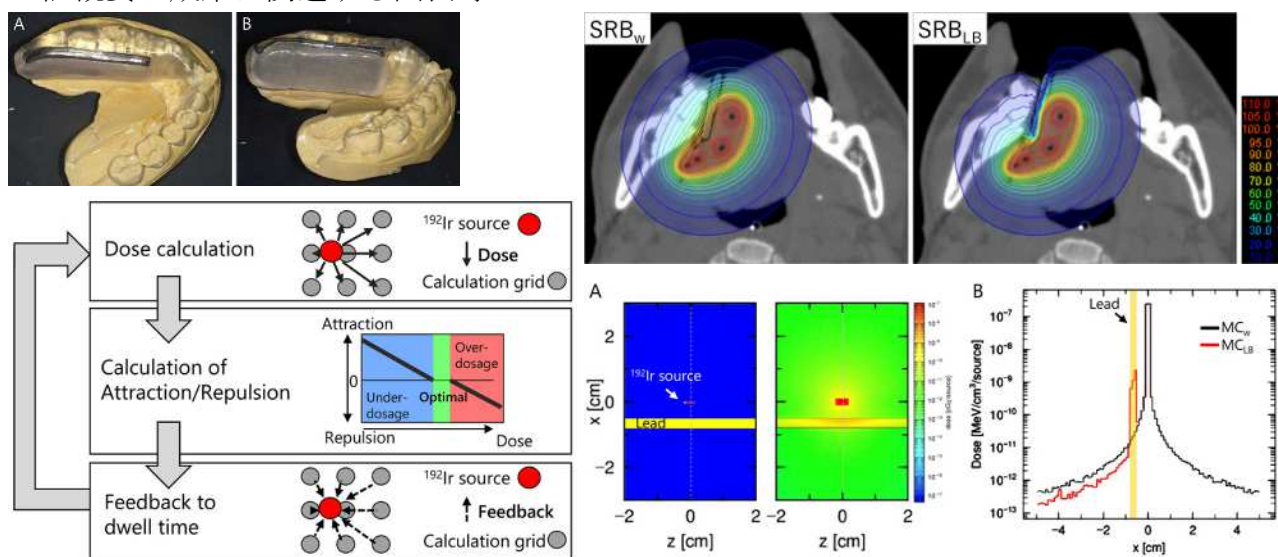 A
B
SRBw
SRBLB
110.0
105.0
100.0
95.0
90.0
80.0
70.0
60.0
50.0
40.0
30.0
20.0
Dose calculation
192Ir source
Dose
Calculation grid
Calculation of
Attraction/Repulsion
Attraction
0
Repulsion
Under-
dosage
Optimal
Over-
dosage
Dose
Feedback to
dwell time
192Ir source
Feedback
Calculation grid
A
x [cm]
2
0
−2
192Ir source
Lead
−2
0
2
z [cm]
−2
0
2
z [cm]
B
Lead
MCw
MCLB
Dose [MeV/cm³/source]
10⁻⁷
10⁻⁸
10⁻⁹
10⁻¹⁰
10⁻¹¹
10⁻¹²
10⁻¹³
−4
−2
0
2
4
x [cm]